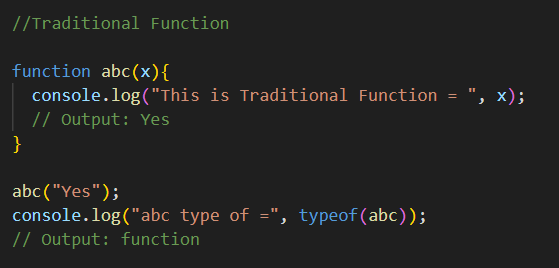 //Traditional Function
function abc(x){
console.log("This is Traditional Function = ", x);
// Output: Yes
}
abc("Yes");
console.log("abc type of =", typeof(abc));
// Output: function